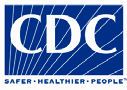 CDC
SAFER • HEALTHIER • PEOPLE™